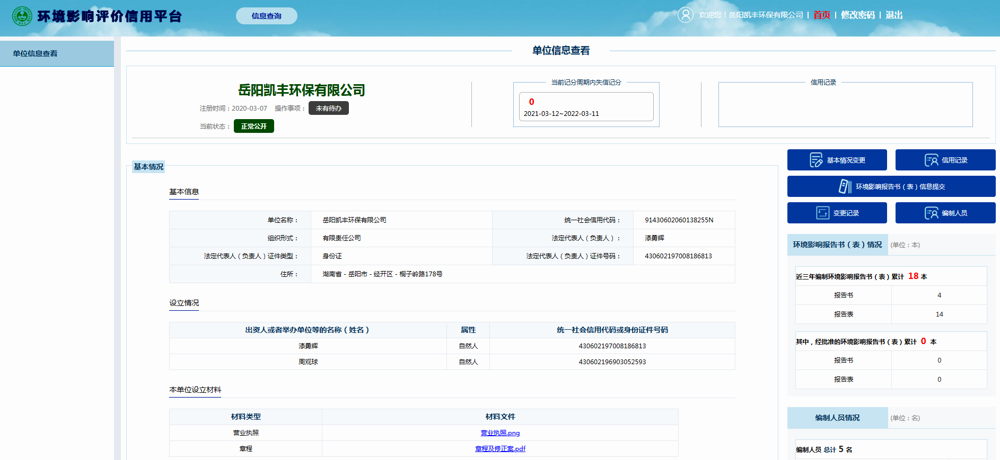 环境影响评价信用平台
信息查询
欢迎您！岳阳凯丰环保有限公司 | 首页 | 修改密码 | 退出
单位信息查看
单位信息查看
岳阳凯丰环保有限公司
注册时间：2020-03-07 操作事项： 未有待办
当前状态： 正常公开
当前记分周期内失信记分
0
2021-03-12~2022-03-11
信用记录
基本情况
基本信息
单位名称： 岳阳凯丰环保有限公司 统一社会信用代码： 91430602060138255N
组织形式： 有限责任公司 法定代表人（负责人）： 漆勇辉
法定代表人（负责人）证件类型： 身份证 法定代表人（负责人）证件号码： 430602197008186813
住所： 湖南省－岳阳市－经开区－桐子岭路178号
设立情况
出资人或者举办单位等的名称（姓名） 属性 统一社会信用代码或身份证件号码
漆勇辉 自然人 430602197008186813
周观球 自然人 430602196903052593
本单位设立材料
材料类型 材料文件
营业执照 营业执照.png
章程 章程及修正案.pdf
基本情况变更 信用记录
环境影响报告书（表）信息提交
变更记录 编制人员
环境影响报告书（表）情况 (单位：本)
近三年编制环境影响报告书（表）累计 18 本
报告书 4
报告表 14
其中，经批准的环境影响报告书（表）累计 0 本
报告书 0
报告表 0
编制人员情况 (单位：名)
编制人员 总计 5 名